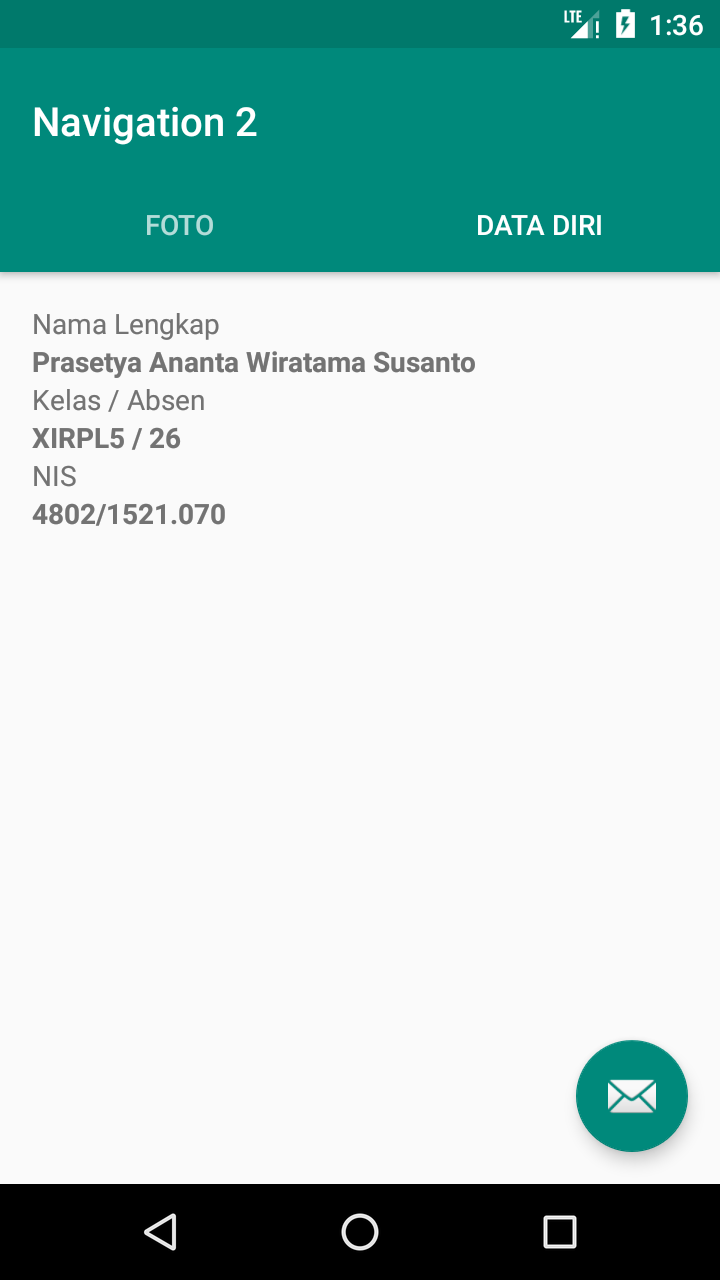 LTE 1:36
Navigation 2
FOTO DATA DIRI
Nama Lengkap
Prasetya Ananta Wiratama Susanto
Kelas / Absen
XIRPL5 / 26
NIS
4802/1521.070